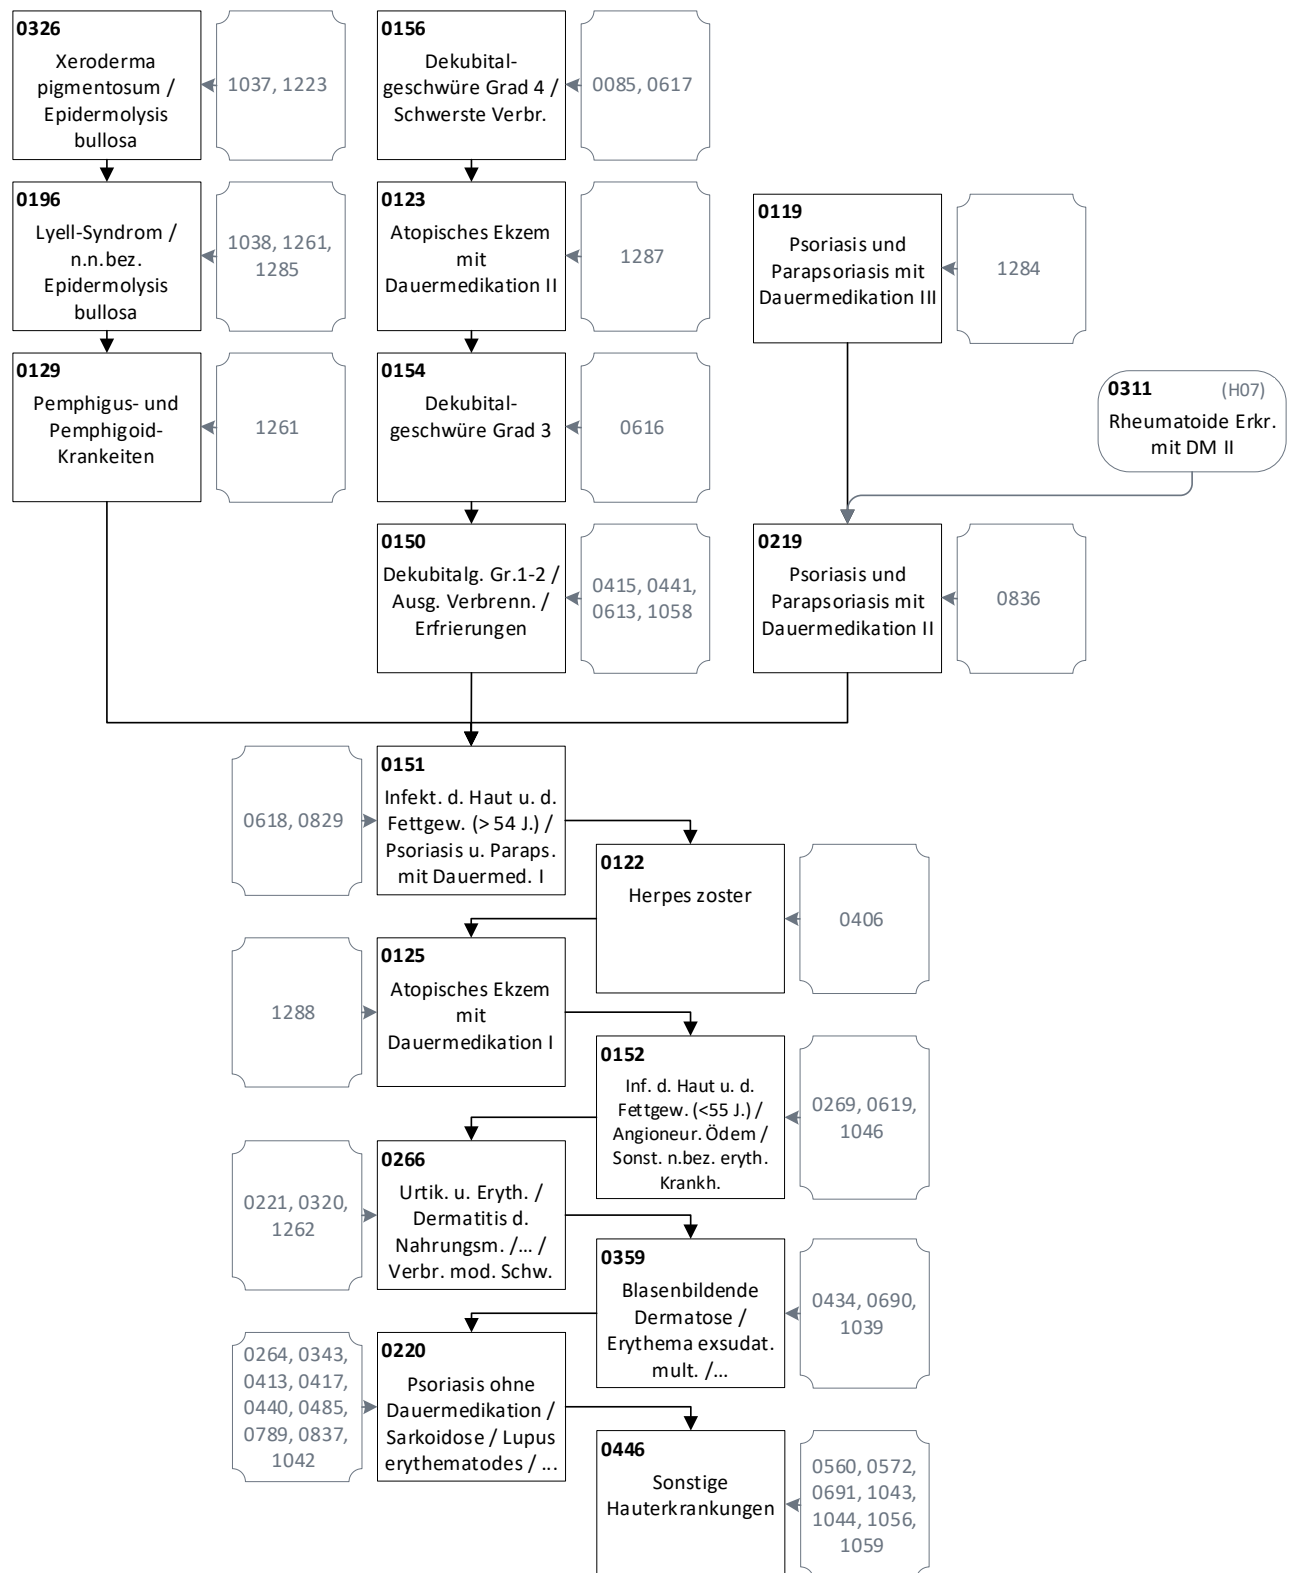 0326
Xeroderma
pigmentosum /
Epidermolysis
bullosa
1037, 1223
0156
Dekubital-
geschwüre Grad 4 /
Schwerste Verbr.
0085, 0617
0196
Lyell-Syndrom /
n.n.bez.
Epidermolysis
bullosa
1038, 1261,
1285
0123
Atopisches Ekzem
mit
Dauermedikation II
1287
0119
Psoriasis und
Parapsoriasis mit
Dauermedikation III
1284
0129
Pemphigus- und
Pemphigoid-
Krankeiten
1261
0154
Dekubital-
geschwüre Grad 3
0616
0311 (H07)
Rheumatoide Erkr.
mit DM II
0150
Dekubitalg. Gr.1-2 /
Ausg. Verbrenn. /
Erfrierungen
0415, 0441,
0613, 1058
0219
Psoriasis und
Parapsoriasis mit
Dauermedikation II
0836
0618, 0829
0151
Infekt. d. Haut u. d.
Fettgew. (> 54 J.) /
Psoriasis u. Paraps.
mit Dauermed. I
0122
Herpes zoster
0406
1288
0125
Atopisches Ekzem
mit
Dauermedikation I
0152
Inf. d. Haut u. d.
Fettgew. (<55 J.) /
Angioneur. Ödem /
Sonst. n.bez. eryth.
Krankh.
0269, 0619,
1046
0221, 0320,
1262
0266
Urtik. u. Eryth. /
Dermatitis d.
Nahrungsm. /... /
Verbr. mod. Schw.
0359
Blasenbildende
Dermatose /
Erythema exsudat.
mult. /...
0434, 0690,
1039
0264, 0343,
0413, 0417,
0440, 0485,
0789, 0837,
1042
0220
Psoriasis ohne
Dauermedikation /
Sarkoidose / Lupus
erythematodes / ...
0446
Sonstige
Hauterkrankungen
0560, 0572,
0691, 1043,
1044, 1056,
1059